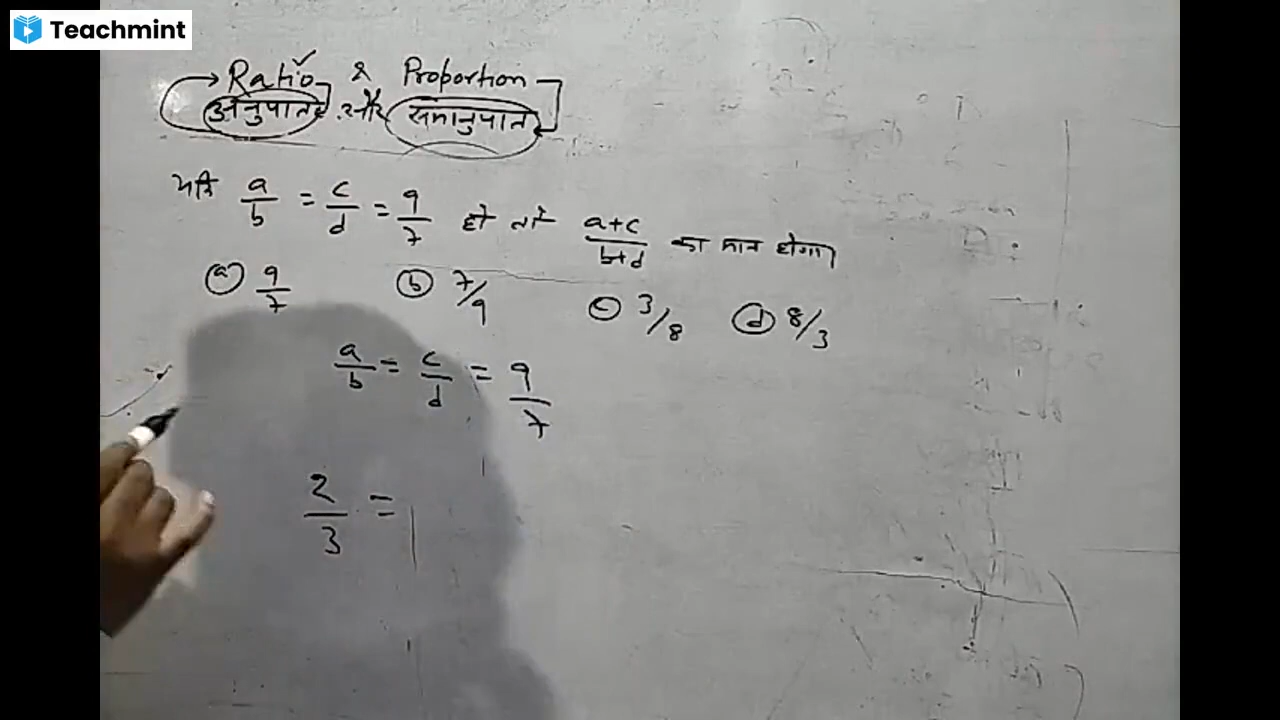 Teachmint
Ratio & Proportion
अनुपात और समानुपात
यदि a/b = c/d = 9/7 हो तो a+c/b+d का मान होगा।
(a) 9/7 (b) 7/9 (c) 3/8 (d) 8/3
a/b = c/d = 9/7
2/3 =